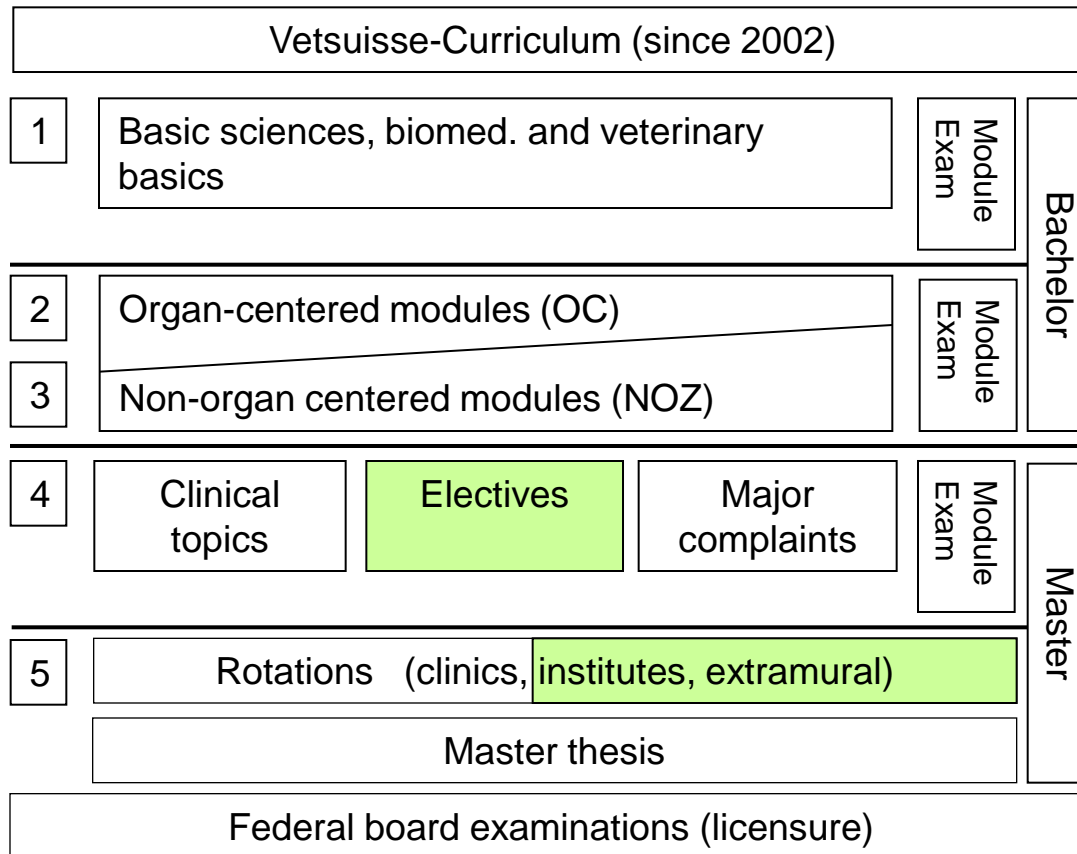 Vetsuisse-Curriculum (since 2002)
1
Basic sciences, biomed. and veterinary
basics
Module
Exam
Bachelor
2
Organ-centered modules (OC)
Module
Exam
3
Non-organ centered modules (NOZ)
4
Clinical
topics
Electives
Major
complaints
Module
Exam
Master
5
Rotations (clinics, institutes, extramural)
Master thesis
Federal board examinations (licensure)